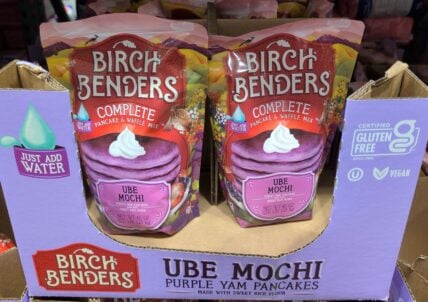 BIRCH
BENDERS
COMPLETE
PANCAKE & WAFFLE MIX
UBE
MOCHI
BIRCH
BENDERS
COMPLETE
PANCAKE & WAFFLE MIX
UBE
MOCHI
JUST ADD
WATER
CERTIFIED
GLUTEN
FREE
U
VEGAN
BIRCH
BENDERS
UBE MOCHI
PURPLE YAM PANCAKES
MADE WITH SWEET RICE FLOUR